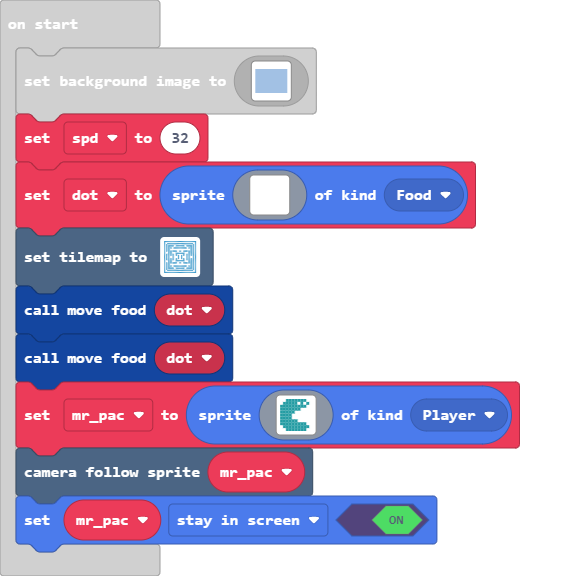 on start
set background image to
set spd to 32
set dot to sprite of kind Food
set tilemap to
call move food dot
call move food dot
set mr_pac to sprite of kind Player
camera follow sprite mr_pac
set mr_pac stay in screen ON